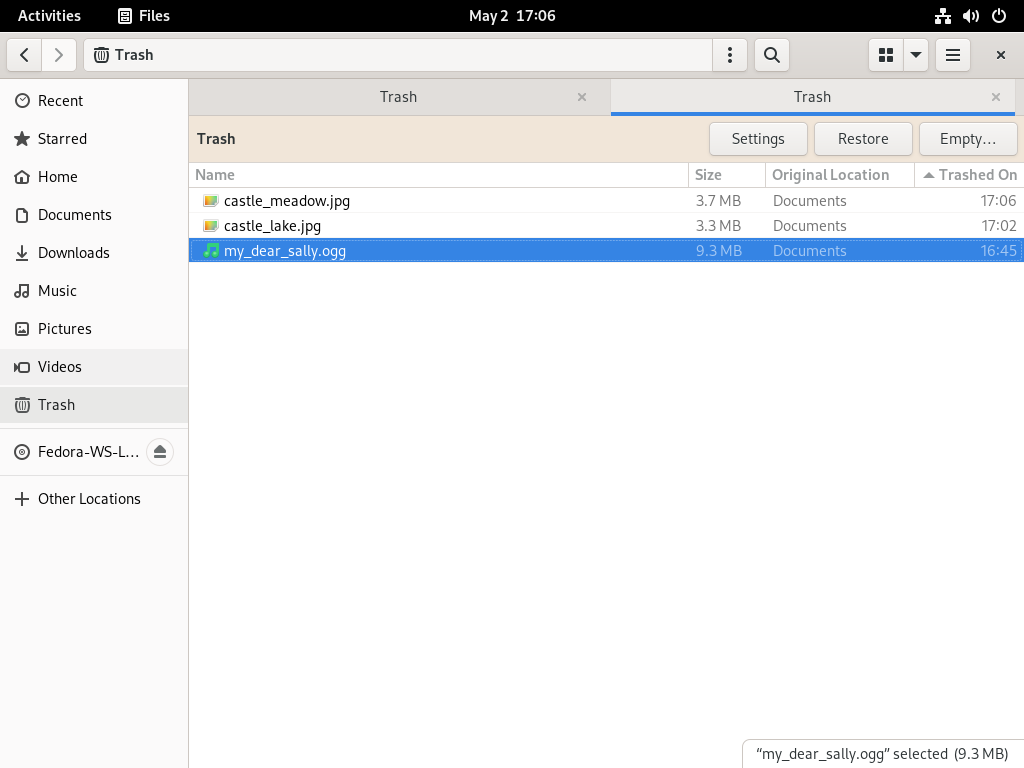 Activities Files May 2 17:06
Trash
Trash Trash
Trash Settings Restore Empty…
Name Size Original Location Trashed On
castle_meadow.jpg 3.7 MB Documents 17:06
castle_lake.jpg 3.3 MB Documents 17:02
my_dear_sally.ogg 9.3 MB Documents 16:45
Recent
Starred
Home
Documents
Downloads
Music
Pictures
Videos
Trash
Fedora-WS-L…
Other Locations
“my_dear_sally.ogg” selected (9.3 MB)